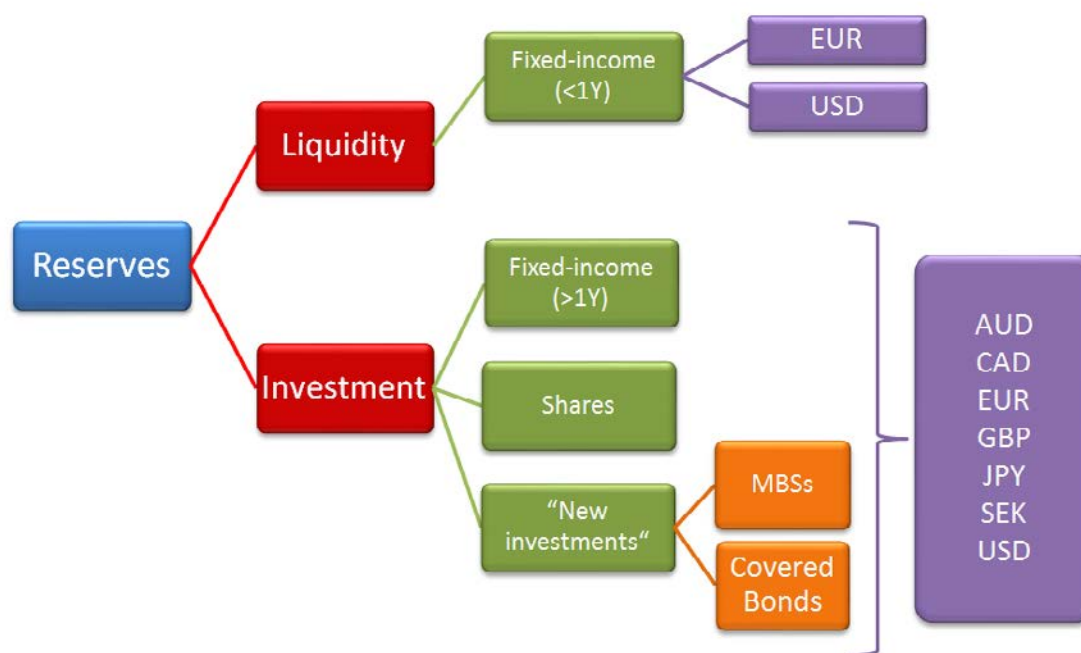 Reserves
Liquidity
Fixed-income
(<1Y)
EUR
USD
Investment
Fixed-income
(>1Y)
Shares
“New
investments“
MBSs
Covered
Bonds
AUD
CAD
EUR
GBP
JPY
SEK
USD